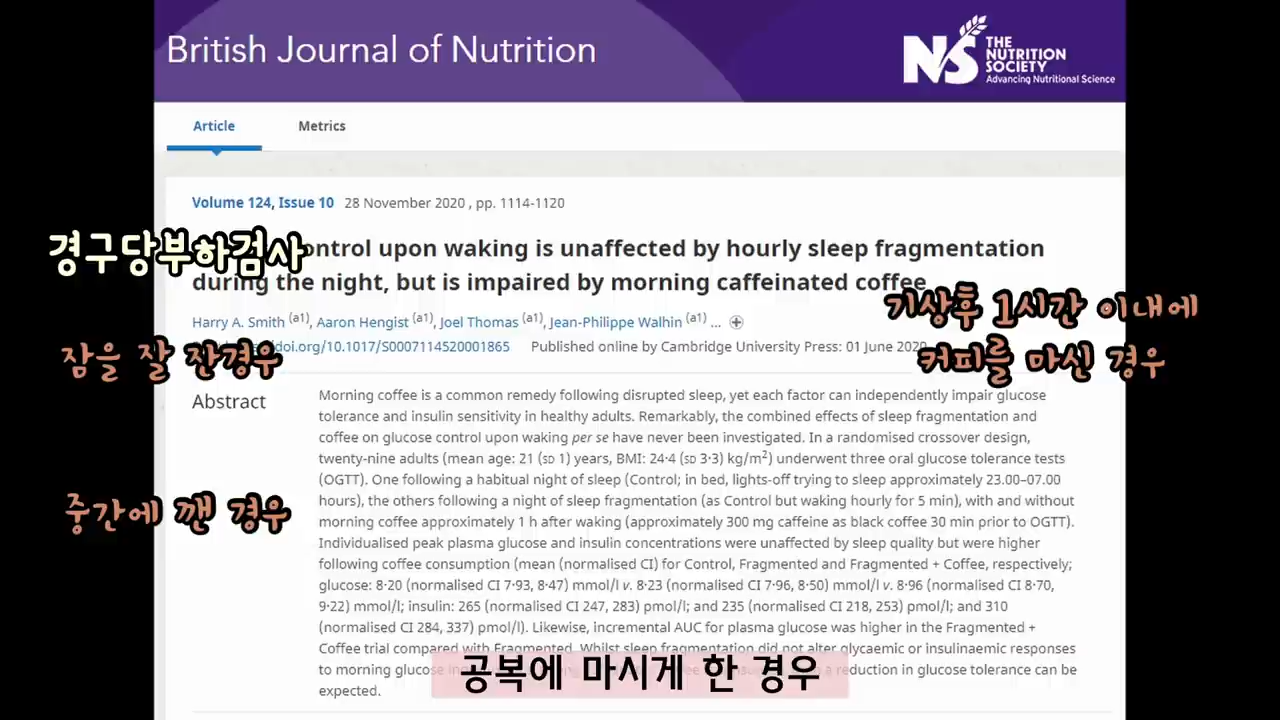 British Journal of Nutrition
NS THE
NUTRITION
SOCIETY
Advancing Nutritional Science
Article
Metrics
Volume 124, Issue 10 28 November 2020 , pp. 1114-1120
경구당부하검사
ontrol upon waking is unaffected by hourly sleep fragmentation
during the night, but is impaired by morning caffeinated coffee
기상후 1시간 이내에
커피를 마신 경우
Harry A. Smith (a1), Aaron Hengist (a1), Joel Thomas (a1), Jean-Philippe Walhin (a1) ...
잠을 잘 잔경우
doi.org/10.1017/S0007114520001865 Published online by Cambridge University Press: 01 June 2020
Abstract
Morning coffee is a common remedy following disrupted sleep, yet each factor can independently impair glucose
tolerance and insulin sensitivity in healthy adults. Remarkably, the combined effects of sleep fragmentation and
coffee on glucose control upon waking per se have never been investigated. In a randomised crossover design,
twenty-nine adults (mean age: 21 (SD 1) years, BMI: 24·4 (SD 3·3) kg/m2) underwent three oral glucose tolerance tests
(OGTT). One following a habitual night of sleep (Control; in bed, lights-off trying to sleep approximately 23.00–07.00
hours), the others following a night of sleep fragmentation (as Control but waking hourly for 5 min), with and without
morning coffee approximately 1 h after waking (approximately 300 mg caffeine as black coffee 30 min prior to OGTT).
중간에 깬 경우
Individualised peak plasma glucose and insulin concentrations were unaffected by sleep quality but were higher
following coffee consumption (mean (normalised CI) for Control, Fragmented and Fragmented + Coffee, respectively;
glucose: 8·20 (normalised CI 7·93, 8·47) mmol/l v. 8·23 (normalised CI 7·96, 8·50) mmol/l v. 8·96 (normalised CI 8·70,
9·22) mmol/l; insulin: 265 (normalised CI 247, 283) pmol/l; and 235 (normalised CI 218, 253) pmol/l; and 310
(normalised CI 284, 337) pmol/l). Likewise, incremental AUC for plasma glucose was higher in the Fragmented +
Coffee trial compared with Fragmented. Whilst sleep fragmentation did not alter glycaemic or insulinaemic responses
to morning glucose a reduction in glucose tolerance can be
expected.
공복에 마시게 한 경우